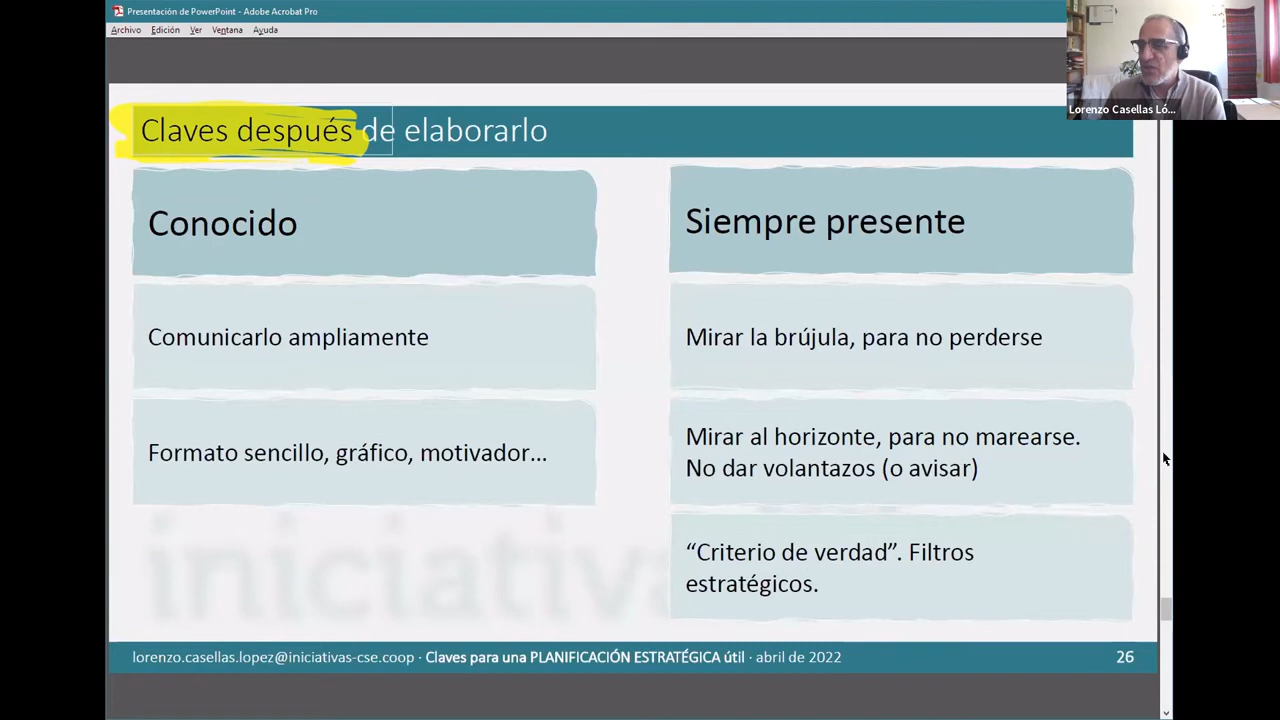 Presentación de PowerPoint - Adobe Acrobat Pro
Archivo Edición Ver Ventana Ayuda
Lorenzo Casellas Ló...
Claves después de elaborarlo
Conocido
Comunicarlo ampliamente
Formato sencillo, gráfico, motivador...
Siempre presente
Mirar la brújula, para no perderse
Mirar al horizonte, para no marearse.
No dar volantazos (o avisar)
“Criterio de verdad”. Filtros
estratégicos.
iniciativa
lorenzo.casellas.lopez@iniciativas-cse.coop · Claves para una PLANIFICACIÓN ESTRATÉGICA útil · abril de 2022
26